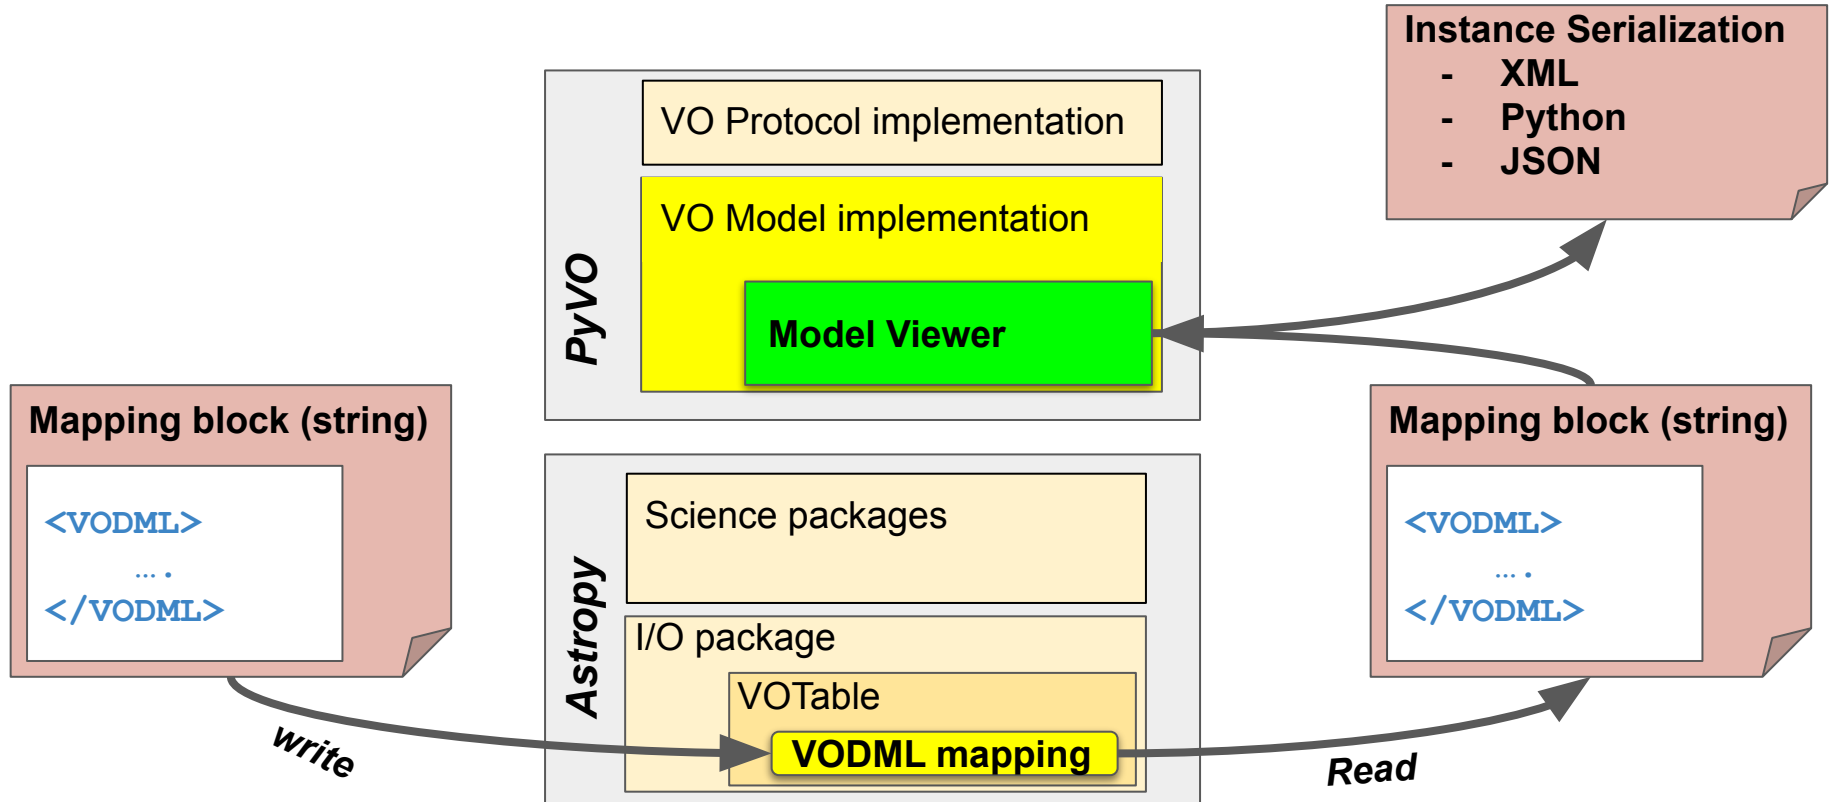 Instance Serialization
- XML
- Python
- JSON
VO Protocol implementation
VO Model implementation
PyVO
Model Viewer
Mapping block (string)
<VODML>
....
</VODML>
Mapping block (string)
<VODML>
....
</VODML>
Science packages
Astropy
I/O package
VOTable
VODML mapping
write
Read